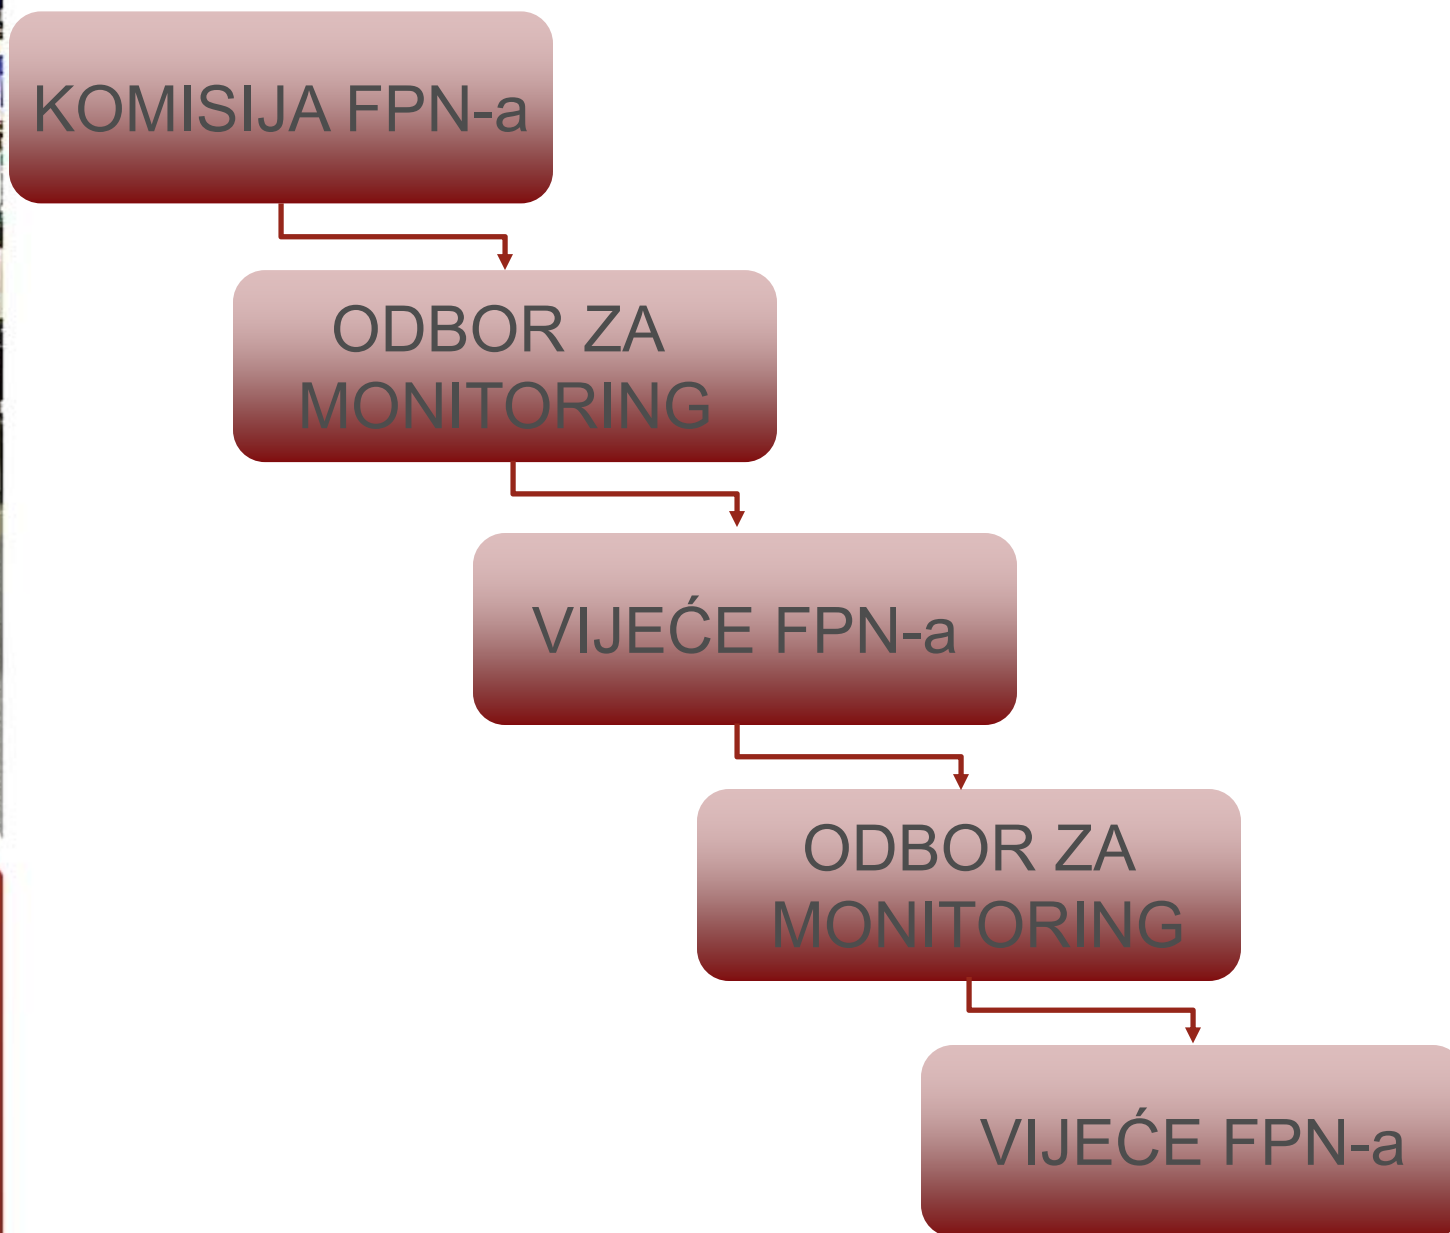 KOMISIJA FPN-a
ODBOR ZA
MONITORING
VIJEĆE FPN-a
ODBOR ZA
MONITORING
VIJEĆE FPN-a